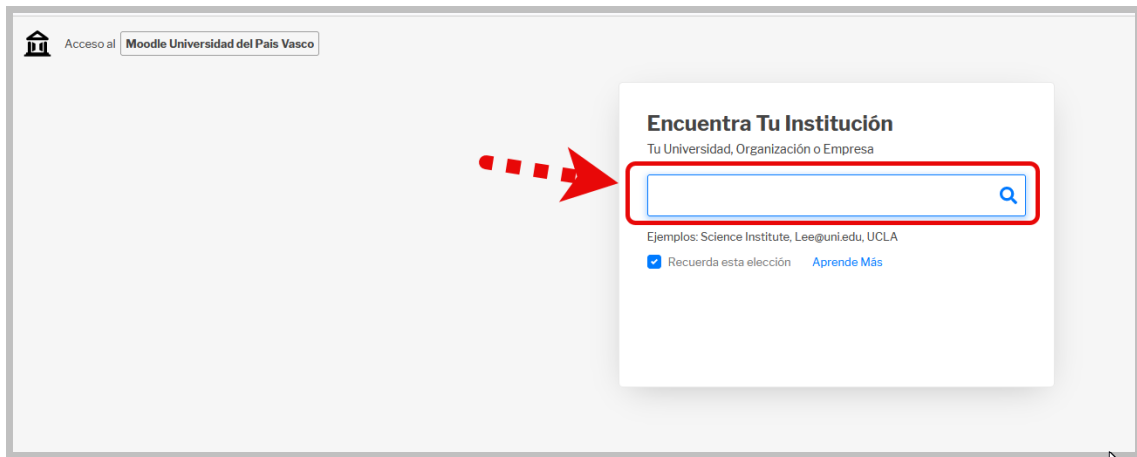 Acceso al Moodle Universidad del Pais Vasco
Encuentra Tu Institución
Tu Universidad, Organización o Empresa
Ejemplos: Science Institute, Lee@uni.edu, UCLA
Recuerda esta elección Aprende Más